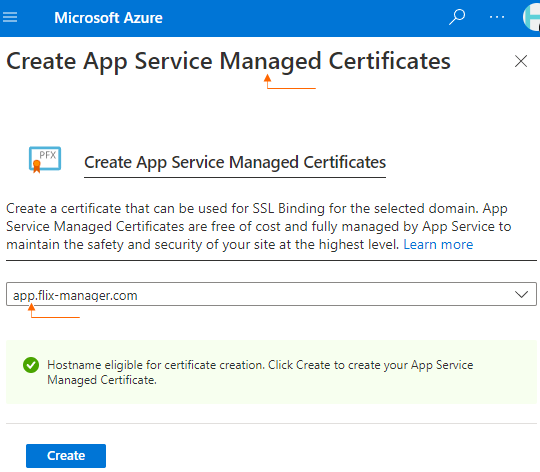 Microsoft Azure
Create App Service Managed Certificates
PFX
Create App Service Managed Certificates
Create a certificate that can be used for SSL Binding for the selected domain. App
Service Managed Certificates are free of cost and fully managed by App Service to
maintain the safety and security of your site at the highest level. Learn more
app.flix-manager.com
Hostname eligible for certificate creation. Click Create to create your App Service
Managed Certificate.
Create